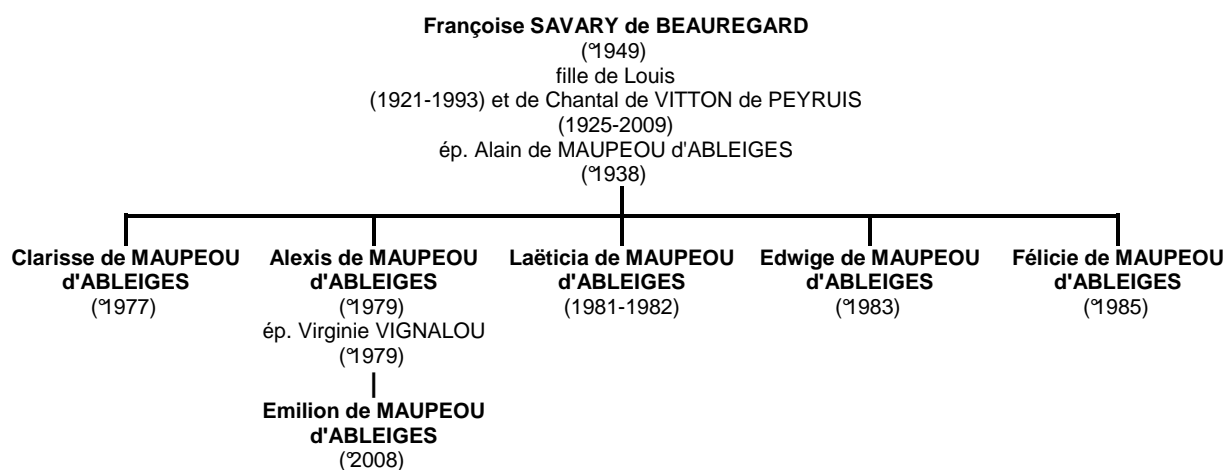 Françoise SAVARY de BEAUREGARD
(°1949)
fille de Louis
(1921-1993) et de Chantal de VITTON de PEYRUIS
(1925-2009)
ép. Alain de MAUPEOU d'ABLEIGES
(°1938)
Clarisse de MAUPEOU
d'ABLEIGES
(°1977)
Alexis de MAUPEOU
d'ABLEIGES
(°1979)
ép. Virginie VIGNALOU
(°1979)
Emilion de MAUPEOU
d'ABLEIGES
(°2008)
Laëticia de MAUPEOU
d'ABLEIGES
(1981-1982)
Edwige de MAUPEOU
d'ABLEIGES
(°1983)
Félicie de MAUPEOU
d'ABLEIGES
(°1985)